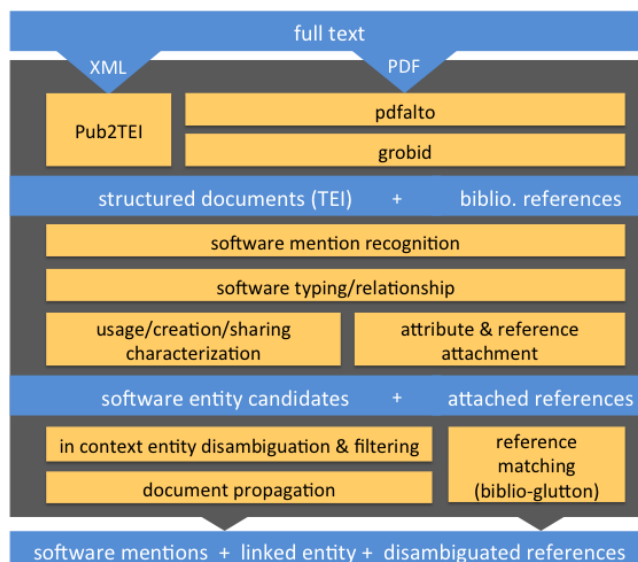 full text
XML
PDF
Pub2TEI
pdfalto
grobid
structured documents (TEI) + biblio. references
software mention recognition
software typing/relationship
usage/creation/sharing
characterization
attribute & reference
attachment
software entity candidates + attached references
in context entity disambiguation & filtering
document propagation
reference
matching
(biblio-glutton)
software mentions + linked entity + disambiguated references